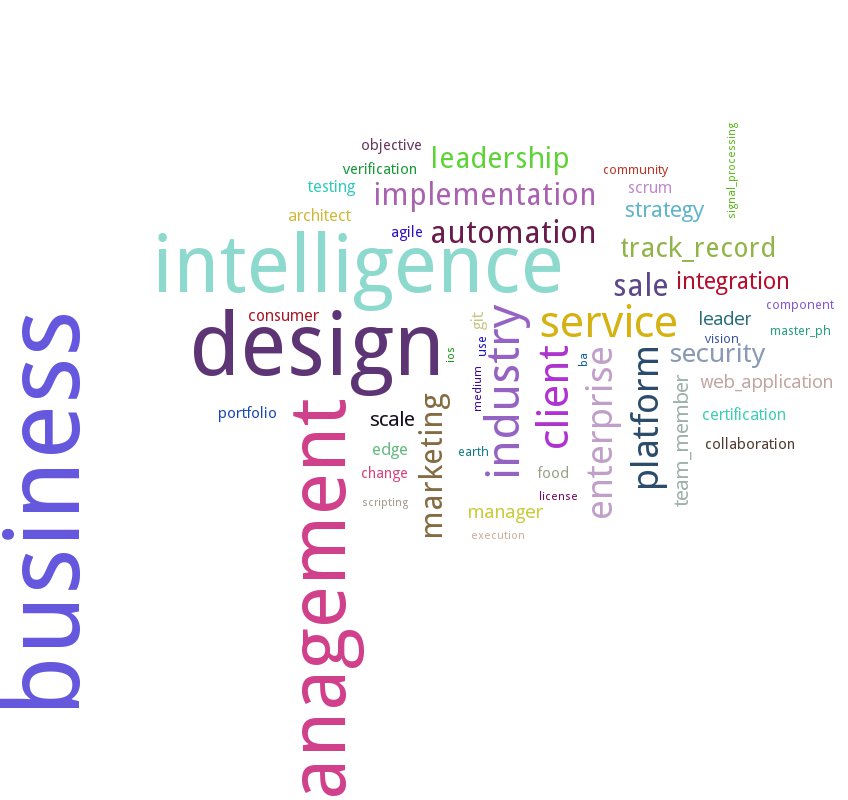 signal_processing
objective
leadership
verification
community
testing
implementation
scrum
strategy
architect
agile
automation
track_record
intelligence
sale
integration
component
business
design
consumer
git
industry
service
leader
master_ph
use
vision
ios
client
ba
enterprise
platform
security
medium
team_member
web_application
anagement
portfolio
scale
marketing
certification
edge
earth
collaboration
change
food
scripting
license
manager
execution